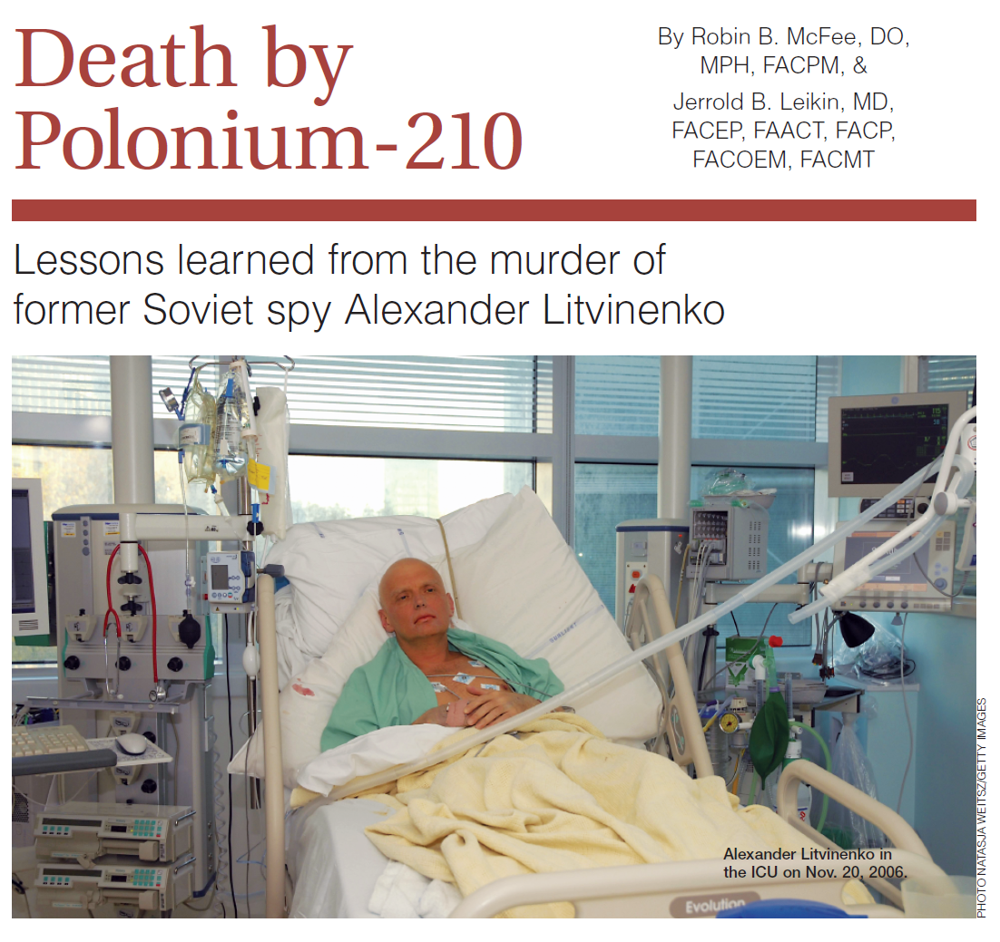 Death by
Polonium-210
By Robin B. McFee, DO,
MPH, FACPM, &
Jerrold B. Leikin, MD,
FACEP, FAACT, FACP,
FACOEM, FACMT
Lessons learned from the murder of
former Soviet spy Alexander Litvinenko
115
Alexander Litvinenko in
the ICU on Nov. 20, 2006.
Evolution
PHOTO NATASJA WEITSZ/GETTY IMAGES